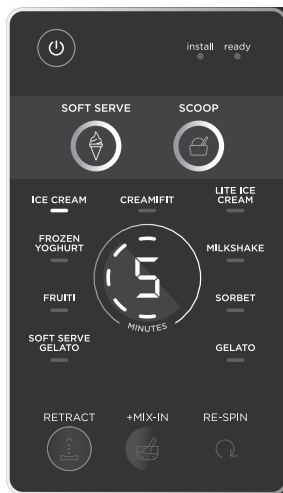 install ready
SOFT SERVE SCOOP
ICE CREAM CREAMIFIT LITE ICE
CREAM
FROZEN
YOGHURT
MILKSHAKE
5
FRUITI SORBET
MINUTES
SOFT SERVE
GELATO
GELATO
RETRACT +MIX-IN RE-SPIN